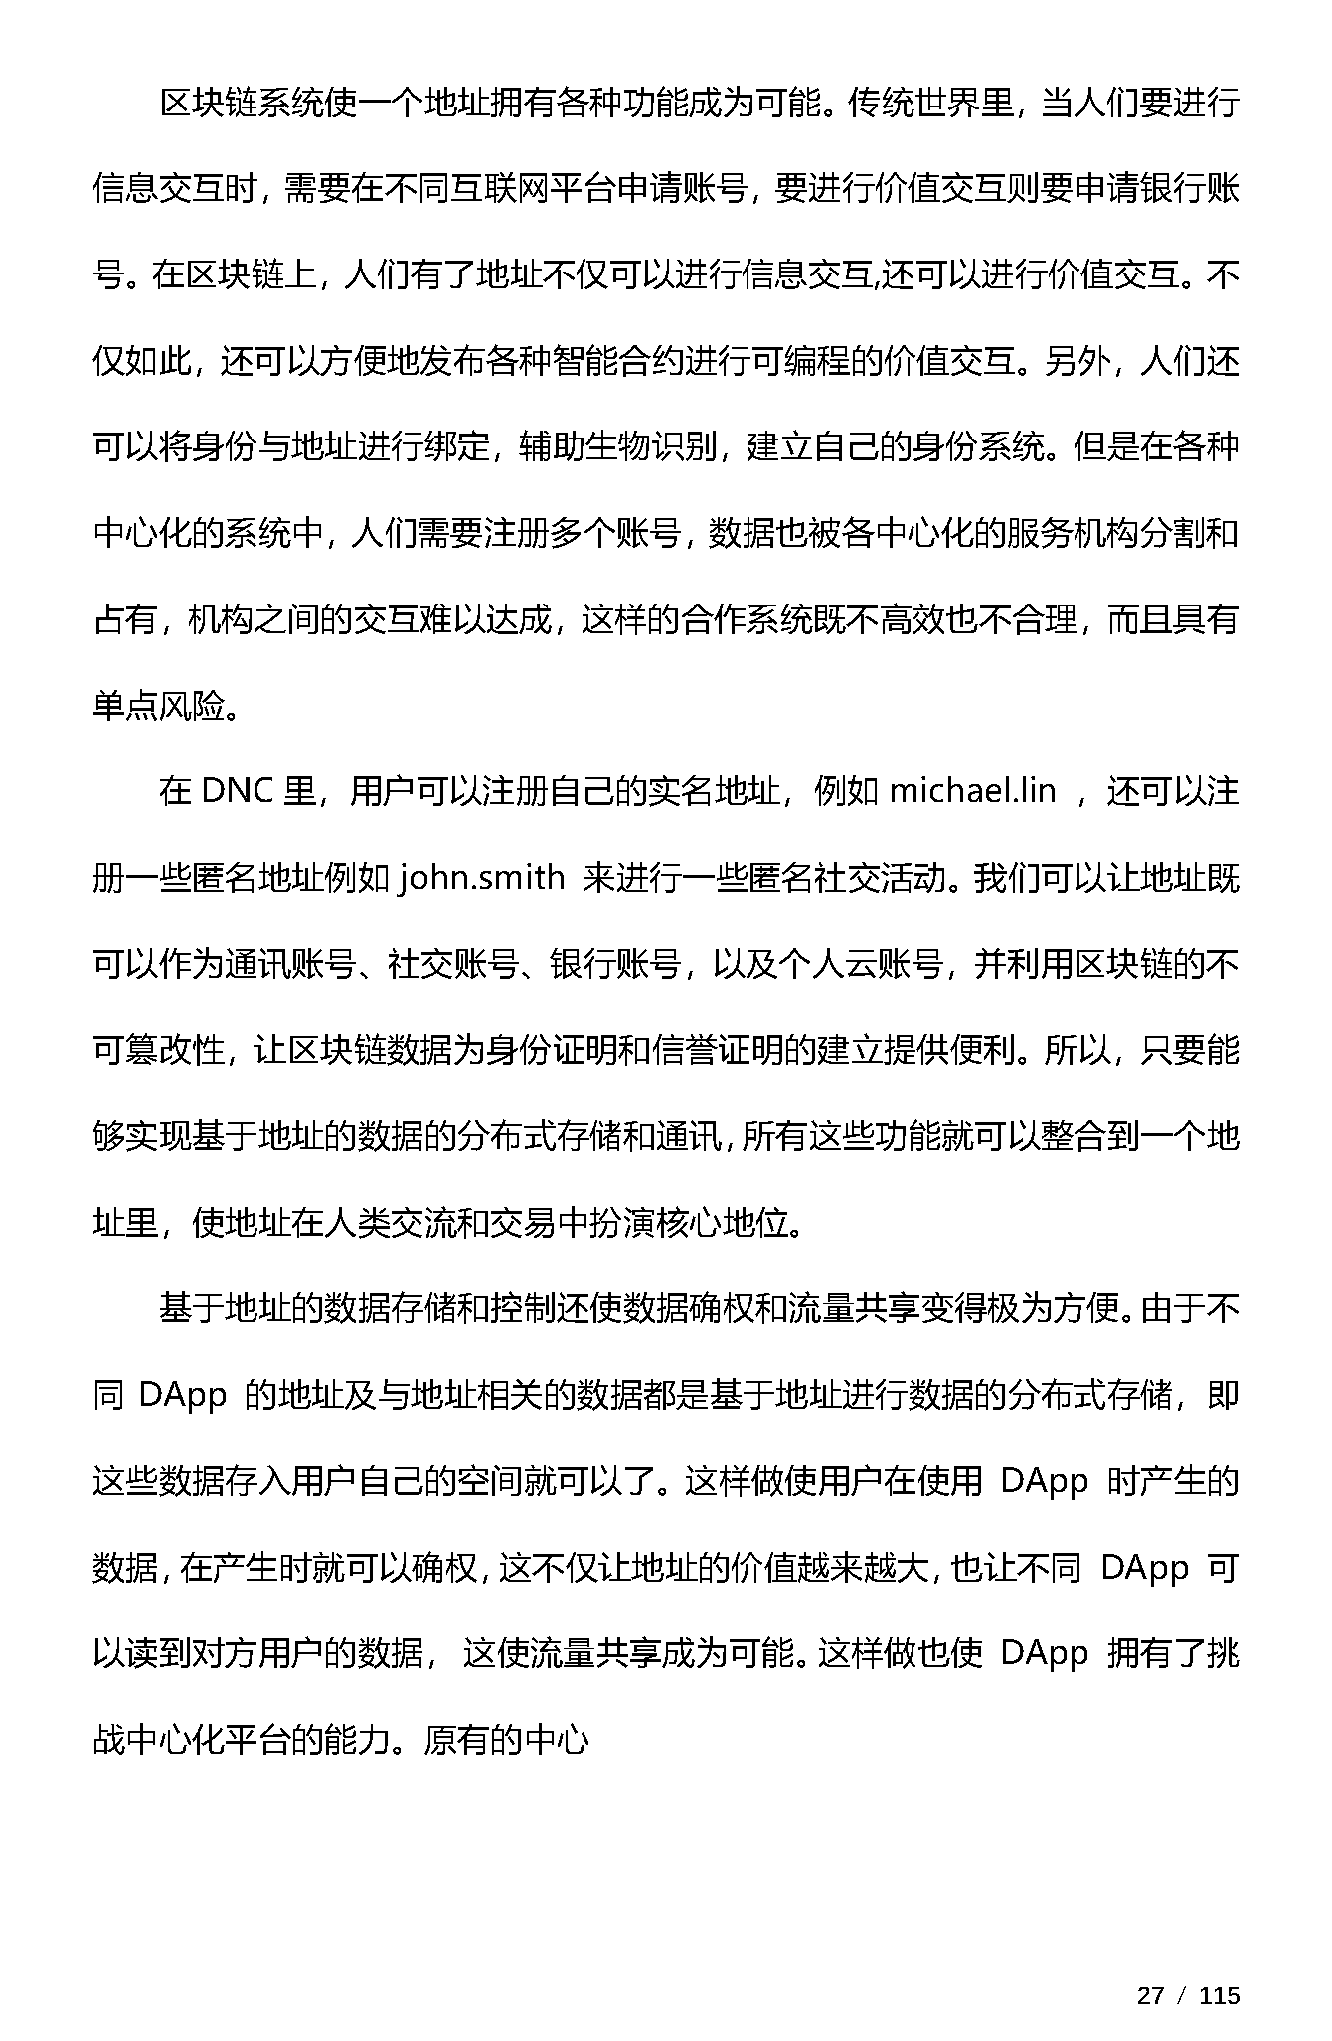 区块链系统使一个地址拥有各种功能成为可能。传统世界里，当人们要进行
信息交互时，需要在不同互联网平台申请账号，要进行价值交互则要申请银行账
号。在区块链上，人们有了地址不仅可以进行信息交互,还可以进行价值交互。不
仅如此，还可以方便地发布各种智能合约进行可编程的价值交互。另外，人们还
可以将身份与地址进行绑定，辅助生物识别，建立自己的身份系统。但是在各种
中心化的系统中，人们需要注册多个账号，数据也被各中心化的服务机构分割和
占有，机构之间的交互难以达成，这样的合作系统既不高效也不合理，而且具有
单点风险。
在 DNC 里，用户可以注册自己的实名地址，例如 michael.lin ，还可以注
册一些匿名地址例如 john.smith 来进行一些匿名社交活动。我们可以让地址既
可以作为通讯账号、社交账号、银行账号，以及个人云账号，并利用区块链的不
可篡改性，让区块链数据为身份证明和信誉证明的建立提供便利。所以，只要能
够实现基于地址的数据的分布式存储和通讯，所有这些功能就可以整合到一个地
址里，使地址在人类交流和交易中扮演核心地位。
基于地址的数据存储和控制还使数据确权和流量共享变得极为方便。由于不
同 DApp 的地址及与地址相关的数据都是基于地址进行数据的分布式存储，即
这些数据存入用户自己的空间就可以了。这样做使用户在使用 DApp 时产生的
数据，在产生时就可以确权，这不仅让地址的价值越来越大，也让不同 DApp 可
以读到对方用户的数据， 这使流量共享成为可能。这样做也使 DApp 拥有了挑
战中心化平台的能力。原有的中心
27 / 115